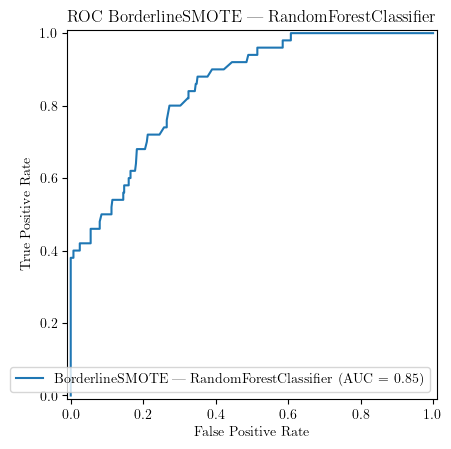 ROC BorderlineSMOTE — RandomForestClassifier
1.0
0.8
0.6
0.4
0.2
0.0
True Positive Rate
BorderlineSMOTE — RandomForestClassifier (AUC = 0.85)
0.0 0.2 0.4 0.6 0.8 1.0
False Positive Rate